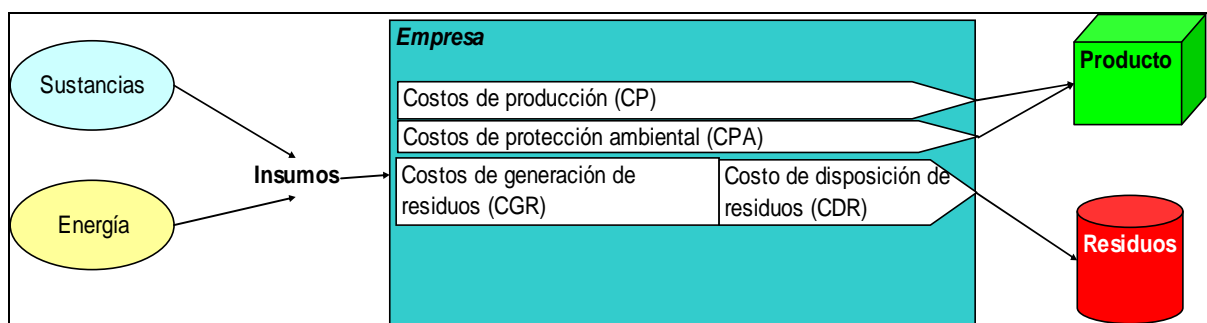 Empresa
Sustancias
Producto
Costos de producción (CP)
Costos de protección ambiental (CPA)
Insumos
Costos de generación de
residuos (CGR)
Costo de disposición de
residuos (CDR)
Energía
Residuos